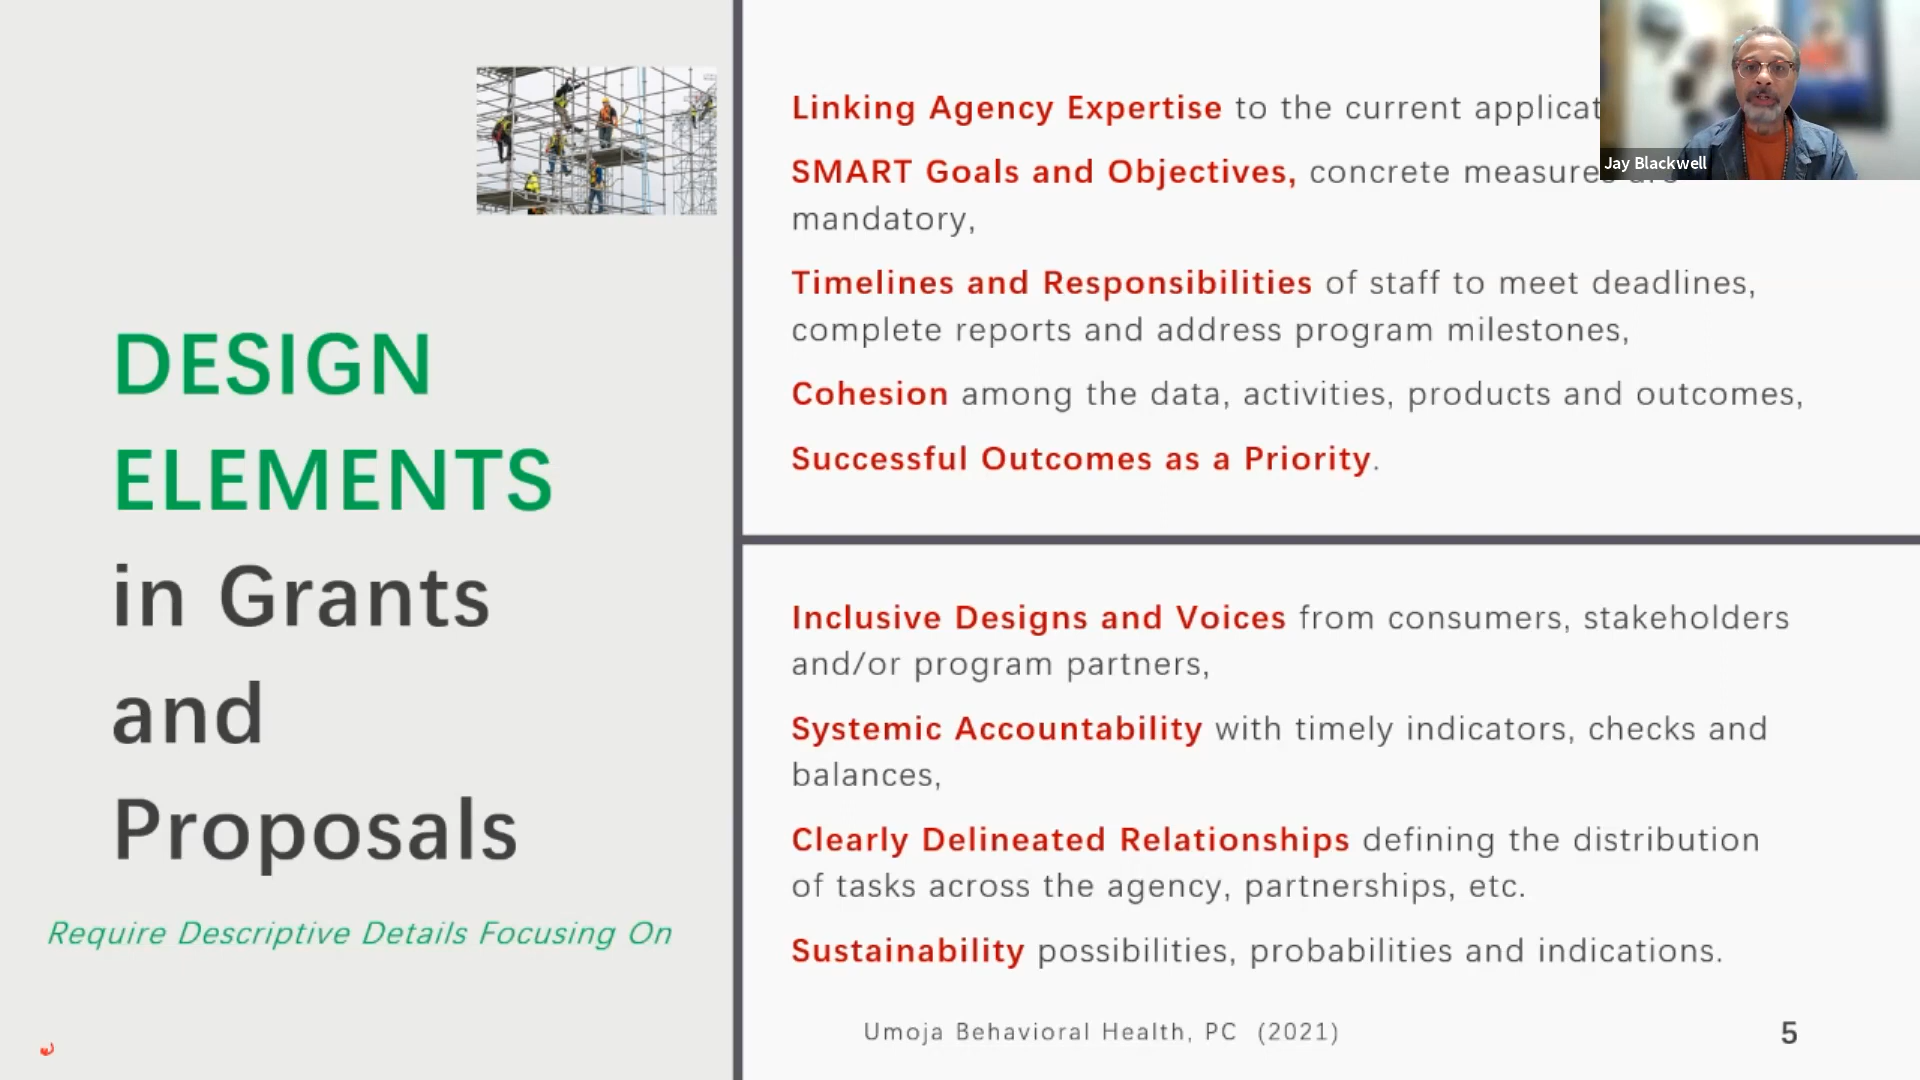 DESIGN
ELEMENTS
in Grants
and
Proposals
Require Descriptive Details Focusing On
Linking Agency Expertise to the current
SMART Goals and Objectives, concrete measures are
mandatory,
Timelines and Responsibilities of staff to meet deadlines,
complete reports and address program milestones,
Cohesion among the data, activities, products and outcomes,
Successful Outcomes as a Priority.
Inclusive Designs and Voices from consumers, stakeholders
and/or program partners,
Systemic Accountability with timely indicators, checks and
balances,
Clearly Delineated Relationships defining the distribution
of tasks across the agency, partnerships, etc.
Sustainability possibilities, probabilities and indications.
Umoja Behavioral Health, PC (2021)
5
Jay Blackwell